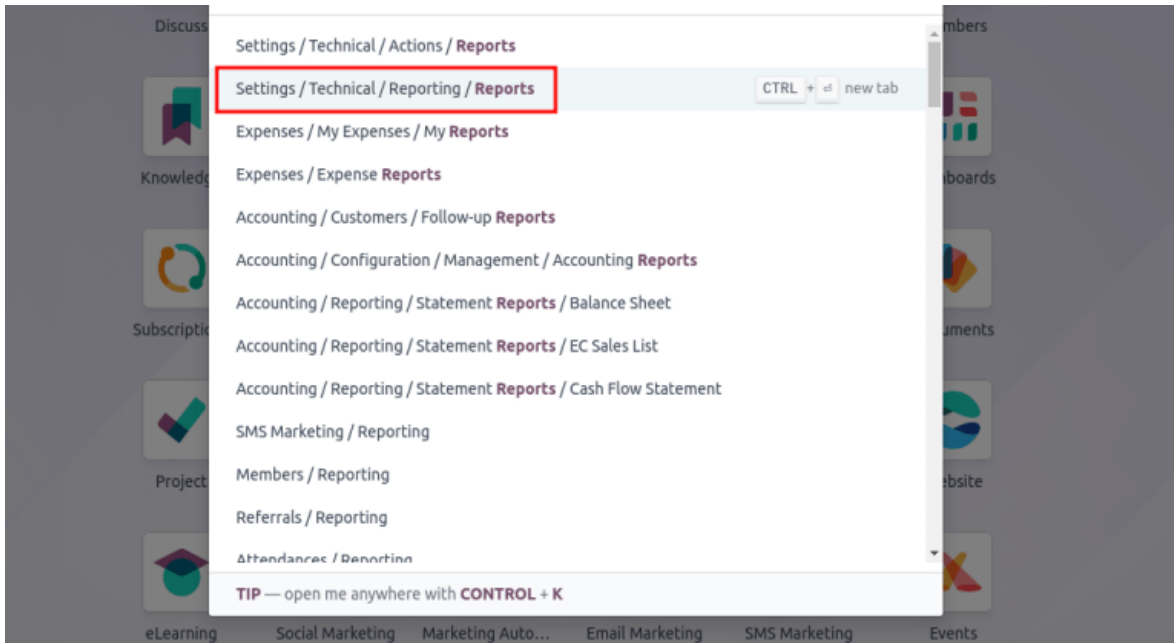 Discuss
mbers
Settings / Technical / Actions / Reports
Settings / Technical / Reporting / Reports
CTRL + ⏎ new tab
Expenses / My Expenses / My Reports
Knowledg
boards
Expenses / Expense Reports
Accounting / Customers / Follow-up Reports
Accounting / Configuration / Management / Accounting Reports
Accounting / Reporting / Statement Reports / Balance Sheet
Subscriptio
uments
Accounting / Reporting / Statement Reports / EC Sales List
Accounting / Reporting / Statement Reports / Cash Flow Statement
SMS Marketing / Reporting
Members / Reporting
Project
ebsite
Referrals / Reporting
Attendances / Reporting
TIP — open me anywhere with CONTROL + K
eLearning
Social Marketing
Marketing Auto...
Email Marketing
SMS Marketing
Events